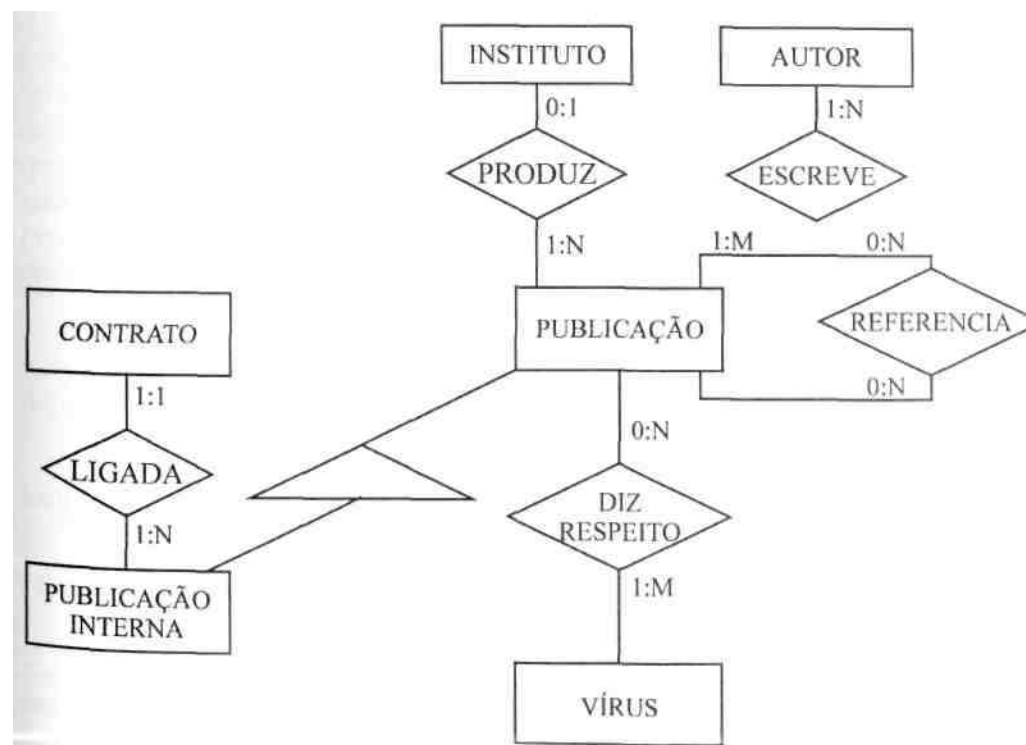 INSTITUTO
AUTOR
0:1
1:N
PRODUZ
ESCREVE
1:N
1:M
0:N
CONTRATO
PUBLICAÇÃO
REFERENCIA
1:1
0:N
0:N
LIGADA
DIZ
RESPEITO
1:N
1:M
PUBLICAÇÃO
INTERNA
VÍRUS